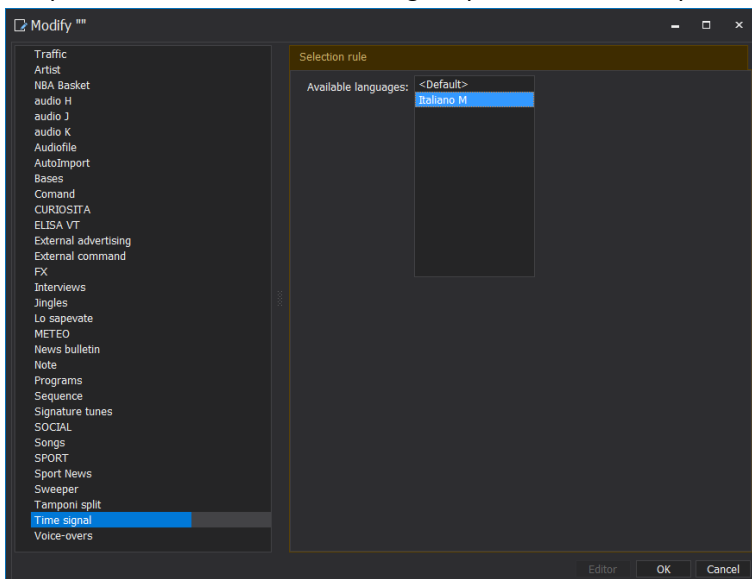 Modify ""
Traffic
Artist
NBA Basket
audio H
audio J
audio K
Audiofile
AutoImport
Bases
Comand
CURIOSITA
ELISA VT
External advertising
External command
FX
Interviews
Jingles
Lo sapevate
METEO
News bulletin
Note
Programs
Sequence
Signature tunes
SOCIAL
Songs
SPORT
Sport News
Sweeper
Tamponi split
Time signal
Voice-overs
Selection rule
Available languages:
<Default>
Italiano M
Editor
OK
Cancel